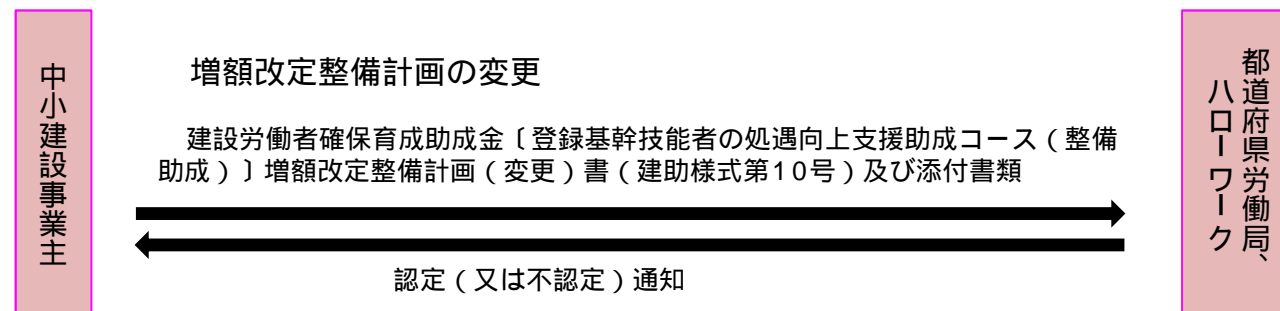 中小建設事業主
増額改定整備計画の変更
建設労働者確保育成助成金〔登録基幹技能者の処遇向上支援助成コース(整備
助成)〕増額改定整備計画(変更)書(建助様式第10号)及び添付書類
認定(又は不認定)通知
都道府県労働局、
ハローワーク